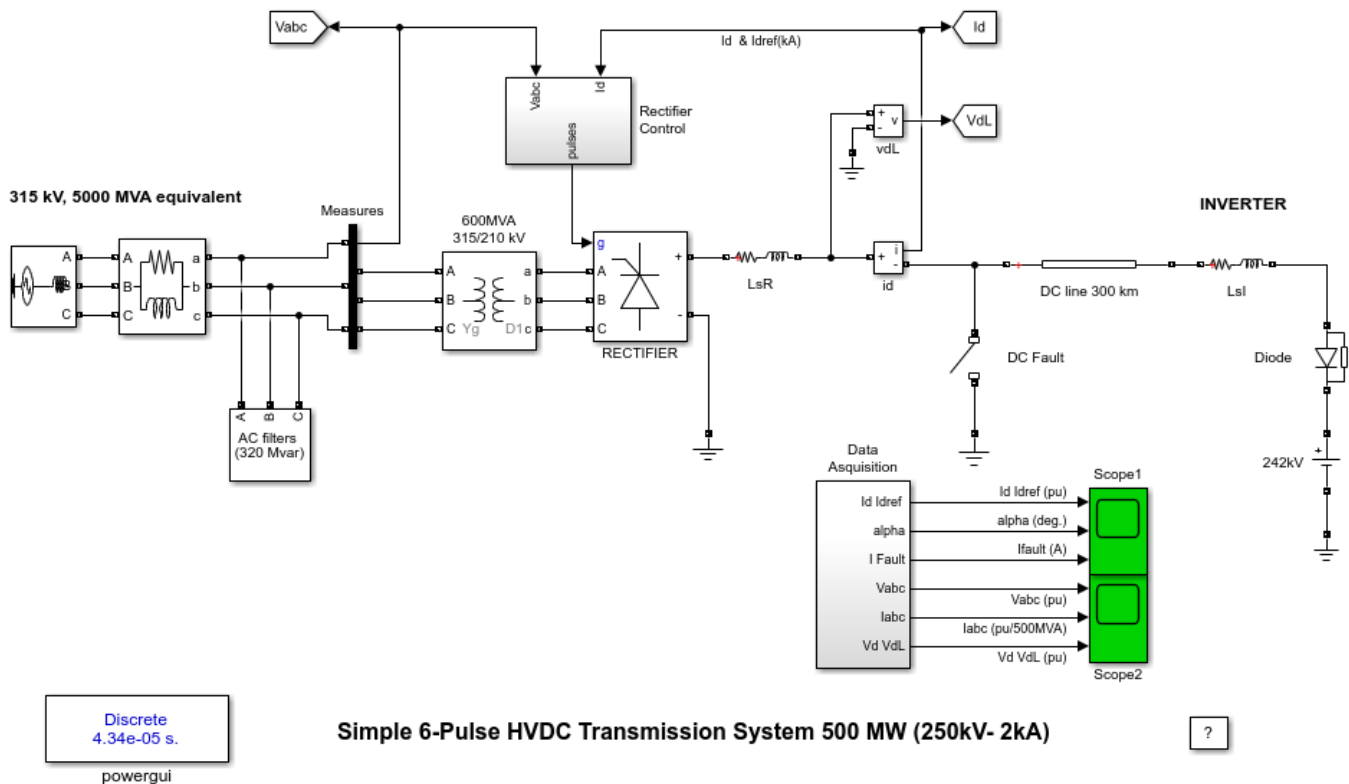 Vabc
Id & Idref(kA)
Id
Vabc
Id
pulses
Rectifier
Control
+
-
v
vdL
VdL
315 kV, 5000 MVA equivalent
Measures
600MVA
315/210 kV
INVERTER
A
B
C
A
B
C
a
b
c
A
B
C
Yg
a
b
c
D1
g
A
B
C
+
-
RECTIFIER
LsR
+
i
-
id
DC line 300 km
LsI
DC Fault
Diode
A
B
C
AC filters
(320 Mvar)
+
242kV
Data
Asquisition
Id Idref
alpha
I Fault
Vabc
Iabc
Vd VdL
Id Idref (pu)
alpha (deg.)
Ifault (A)
Vabc (pu)
Iabc (pu/500MVA)
Vd VdL (pu)
Scope1
Scope2
Discrete
4.34e-05 s.
powergui
Simple 6-Pulse HVDC Transmission System 500 MW (250kV- 2kA)
?